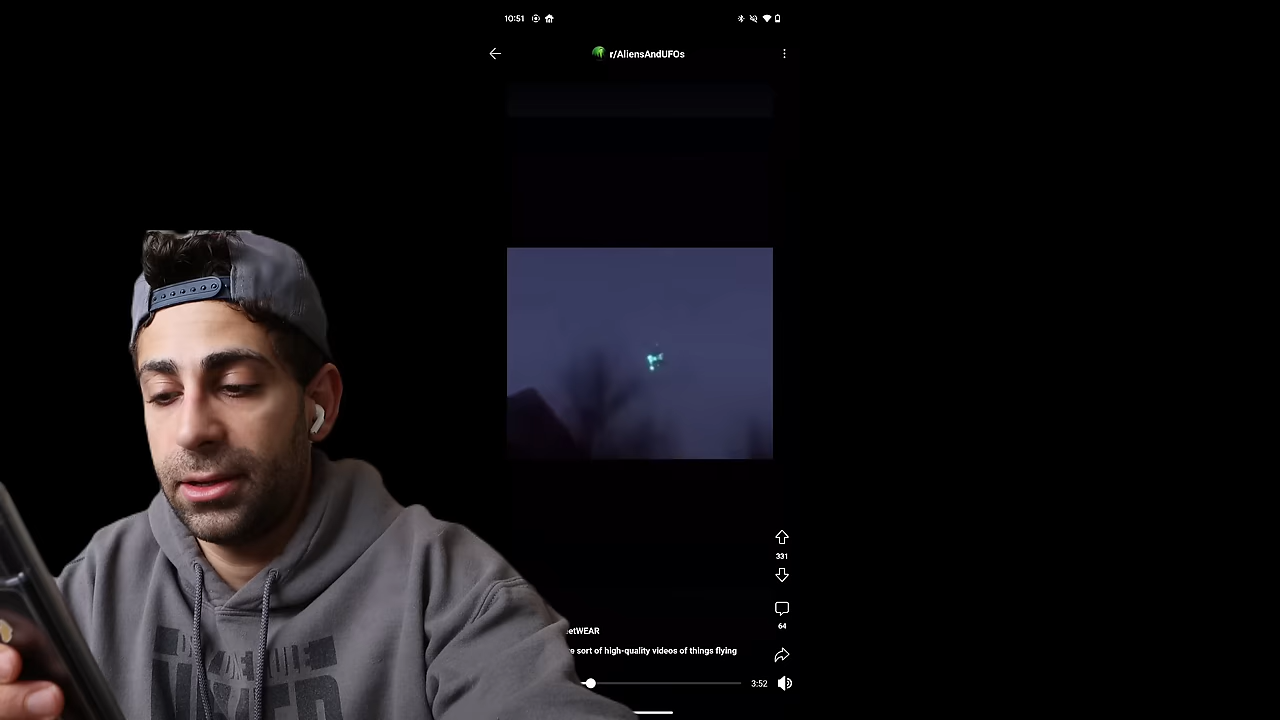 10:51
r/AliensAndUFOs
331
64
etWEAR
sort of high-quality videos of things flying
3:52